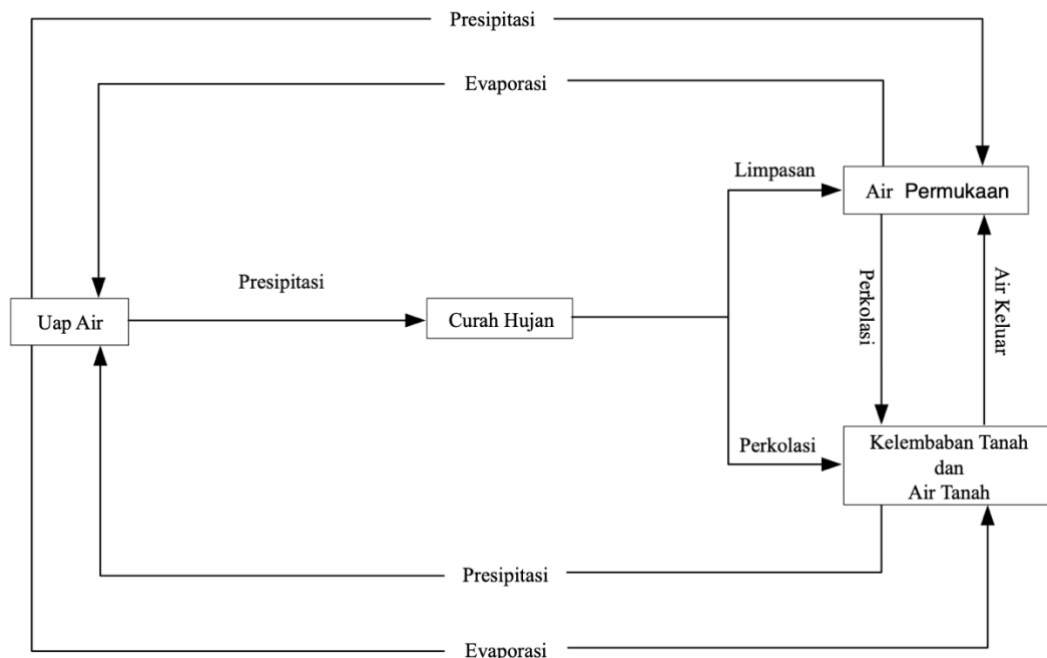 Presipitasi
Evaporasi
Limpasan
Air Permukaan
Presipitasi
Perkolasi
Air Keluar
Uap Air
Curah Hujan
Perkolasi
Kelembaban Tanah
dan
Air Tanah
Presipitasi
Evaporasi